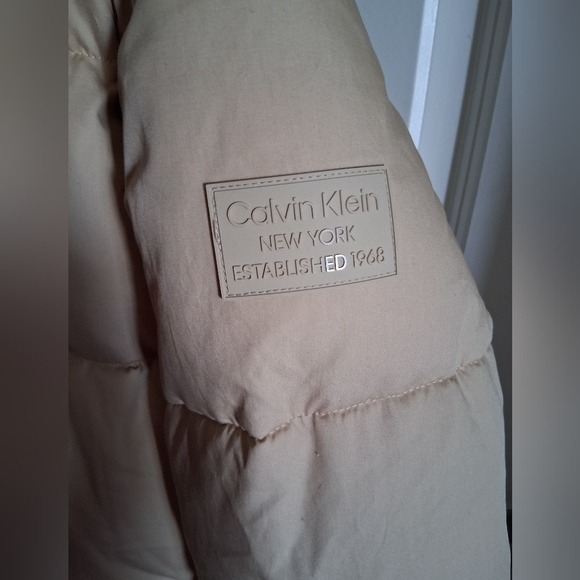 Calvin Klein
NEW YORK
ESTABLISHED 1968